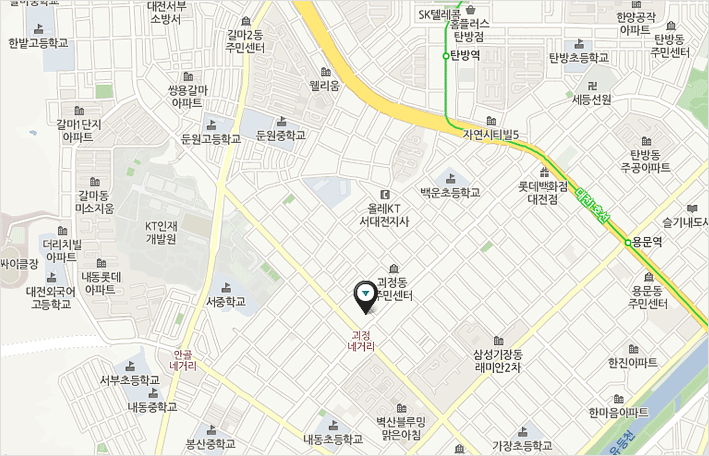 갈마중학교
대전서부
소방서
SK텔레콤
홈플러스
탄방점
한양공작
아파트
한밭고등학교
길마2동
주민센터
탄방역
탄방초등학교
탄방동
주민센터
쌍용갈마
아파트
웰리움
세등선원
갈마1단지
아파트
둔원고등학교
둔원중학교
자연시티빌5
탄방동
주공아파트
갈마동
미소지움
백운초등학교
롯데백화점
대전점
올레KT
서대전지사
KT인재
개발원
슬기내도서
더리치빌
아파트
용문역
싸이클장
내동롯데
아파트
괴정동
주민센터
용문동
주민센터
대전외국어
고등학교
서중학교
괴정
네거리
안골
네거리
삼성기장동
래미안2차
한진아파트
서부초등학교
내동중학교
벽산블루밍
맑은아침
한마음아파트
봉산중학교
내동초등학교
가장초등학교
유등천